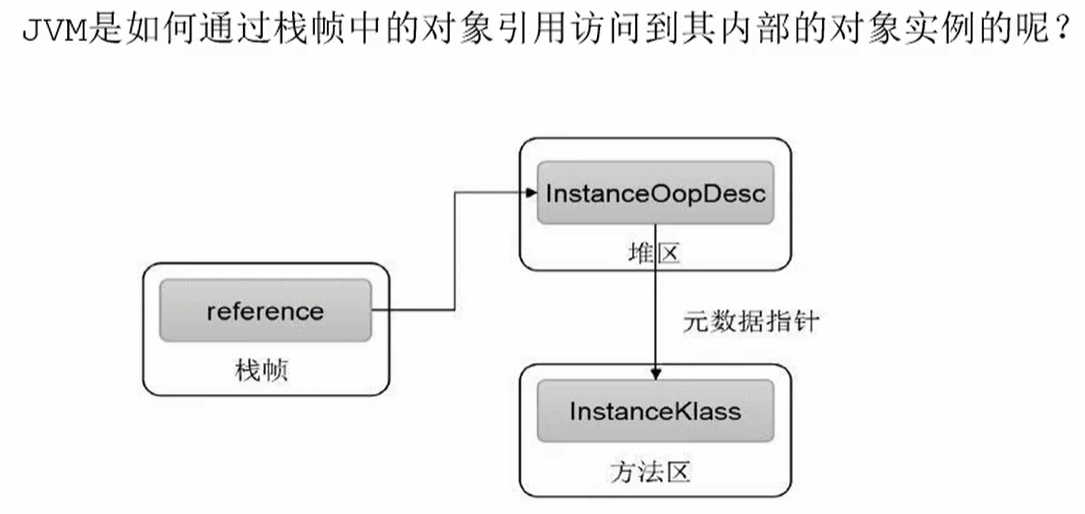 JVM是如何通过栈帧中的对象引用访问到其内部的对象实例的呢？
InstanceOopDesc
堆区
reference
栈帧
元数据指针
InstanceKlass
方法区